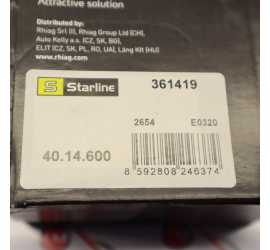 Attractive solution
Distributed by:
Rhiag Srl (I), Rhiag Group Ltd (CH),
Auto Kelly a.s. (CZ, SK, BG),
ELIT (CZ, SK, PL, RO, UA), Láng Kft (HU)
www.rhiag.com
S Starline
361419
2654 E0320
40.14.600
8 592808 246374